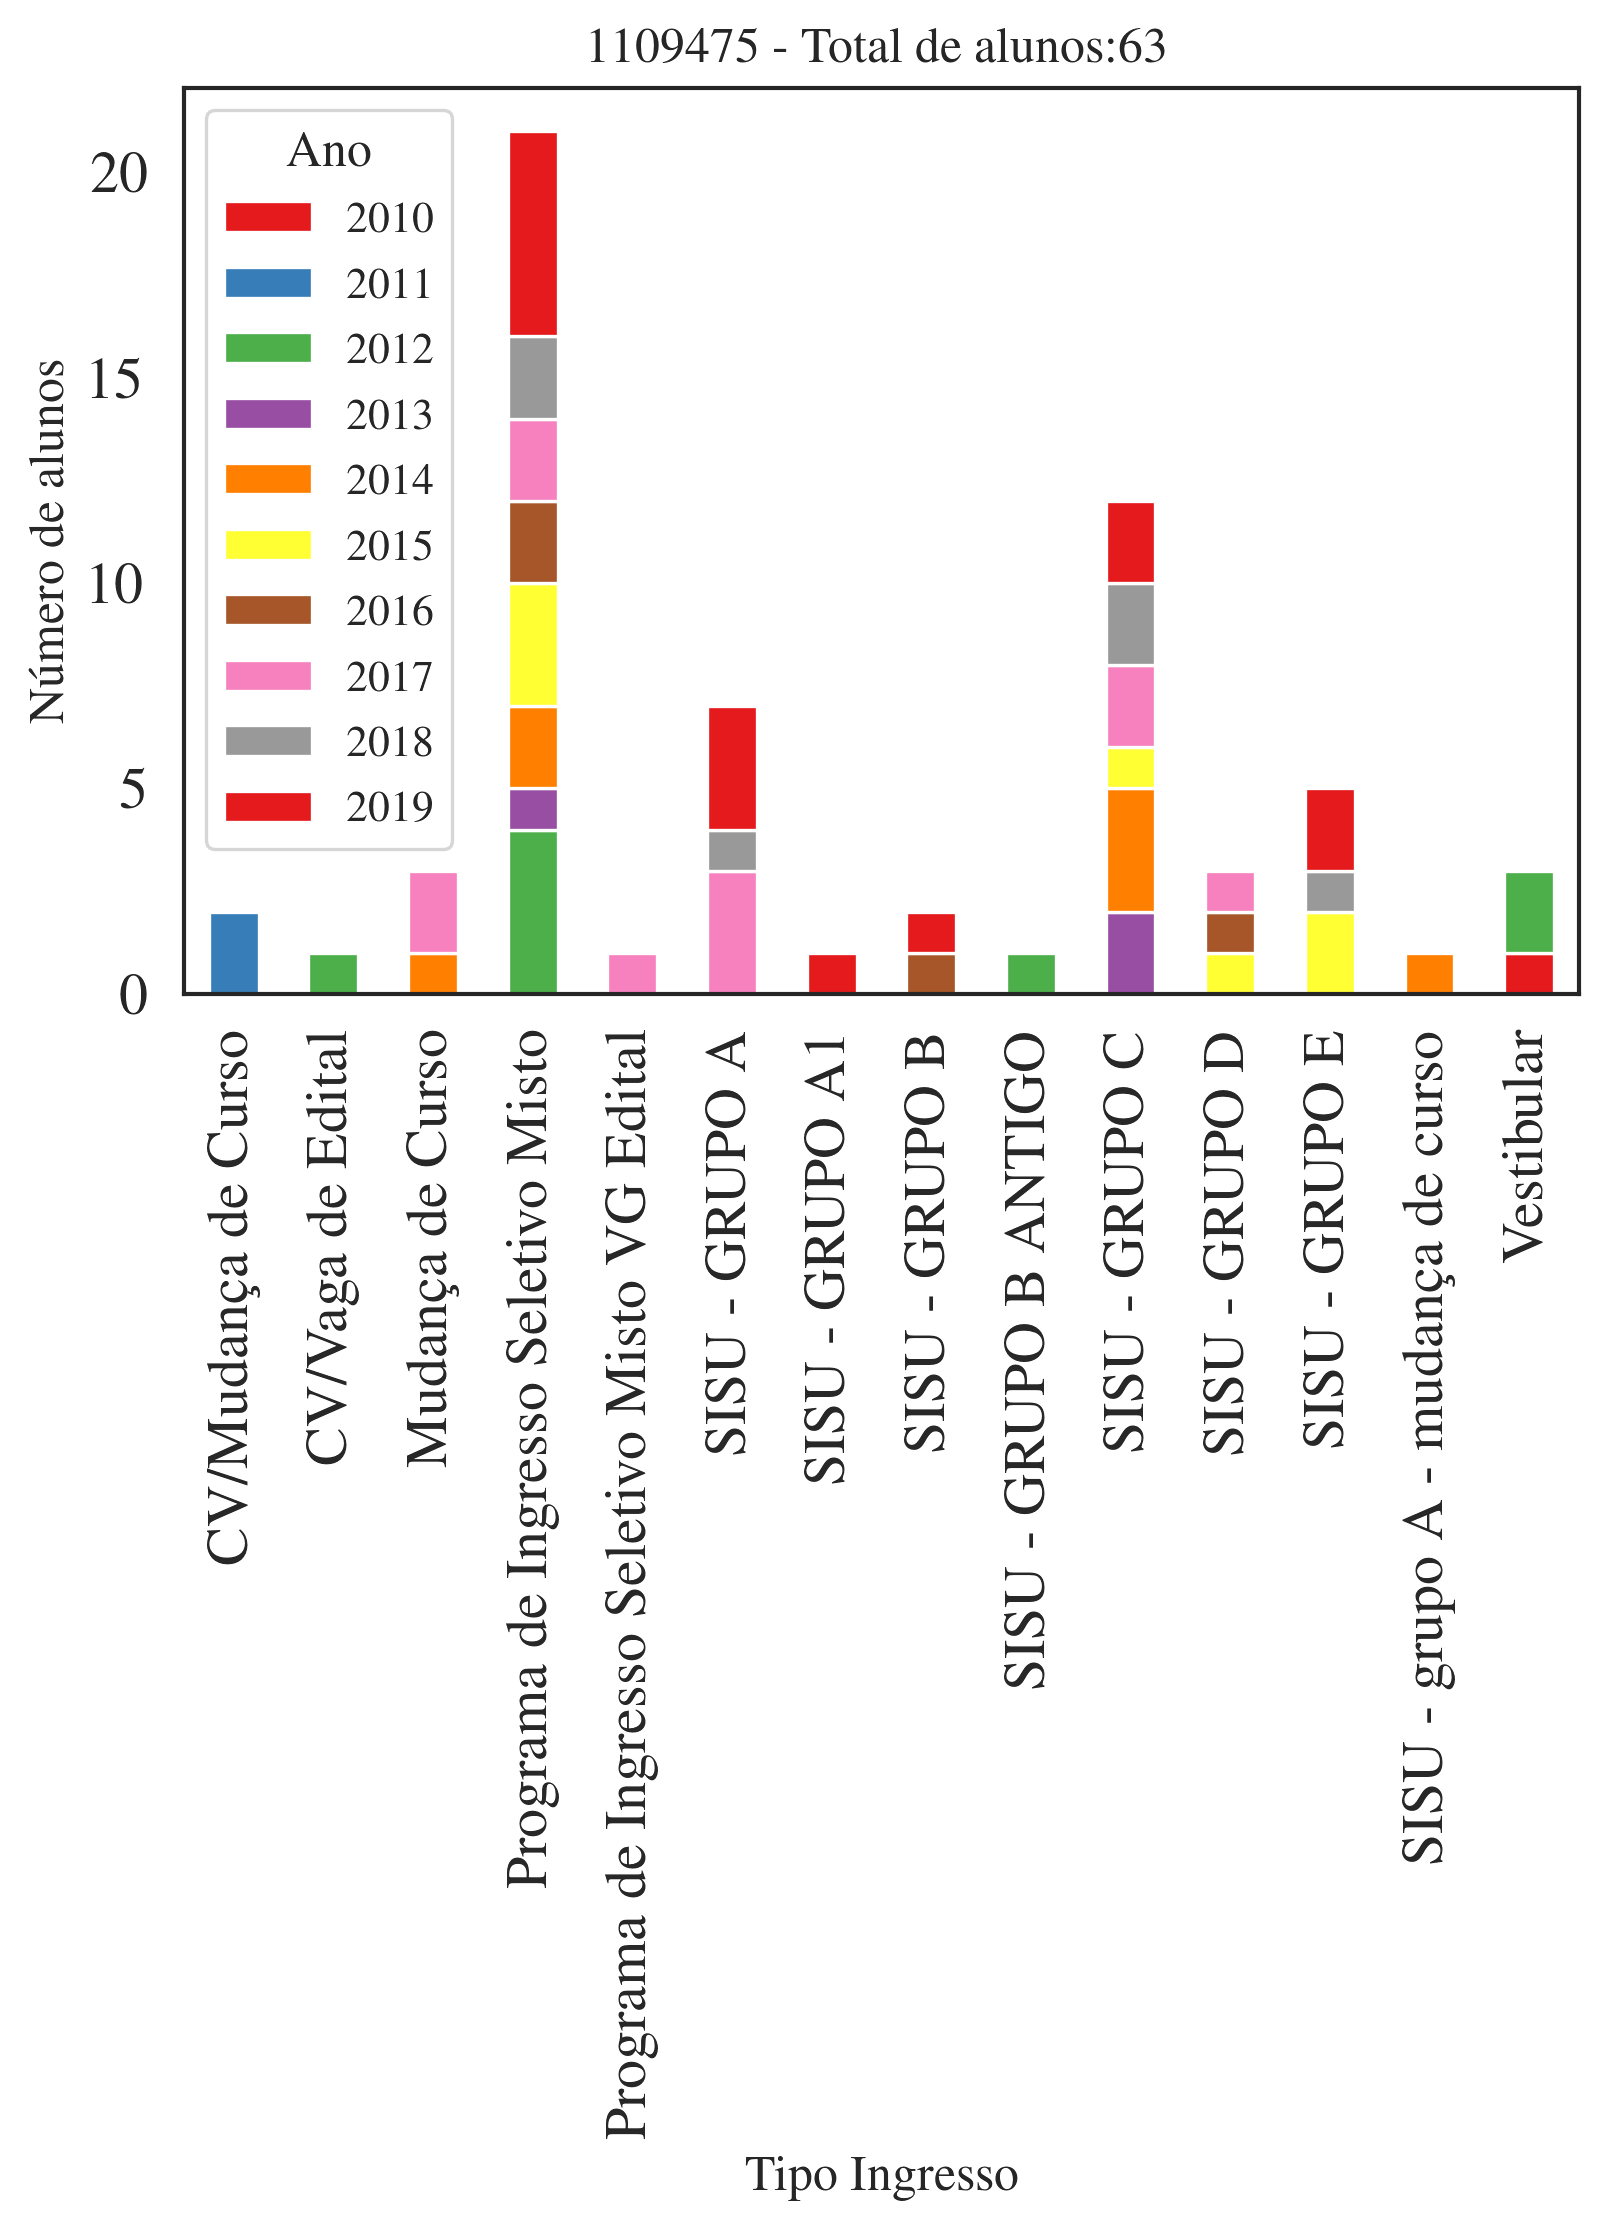 1109475 - Total de alunos:63
Ano
2010
2011
2012
2013
2014
2015
2016
2017
2018
2019
Número de alunos
20
15
10
5
0
CV/Mudança de Curso
CV/Vaga de Edital
Mudança de Curso
Programa de Ingresso Seletivo Misto
Programa de Ingresso Seletivo Misto VG Edital
SISU - GRUPO A
SISU - GRUPO A1
SISU - GRUPO B
SISU - GRUPO B ANTIGO
SISU - GRUPO C
SISU - GRUPO D
SISU - GRUPO E
SISU - grupo A - mudança de curso
Vestibular
Tipo Ingresso